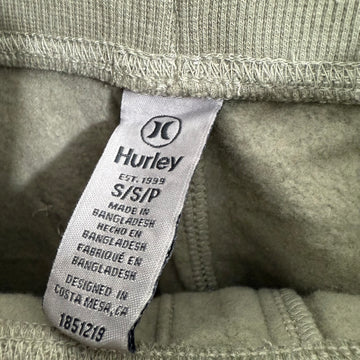 Hurley
EST. 1999
S/S/P
MADE IN
BANGLADESH
HECHO EN
BANGLADESH
FABRIQUÉ EN
BANGLADESH
DESIGNED IN
COSTA MESA, CA
1851219